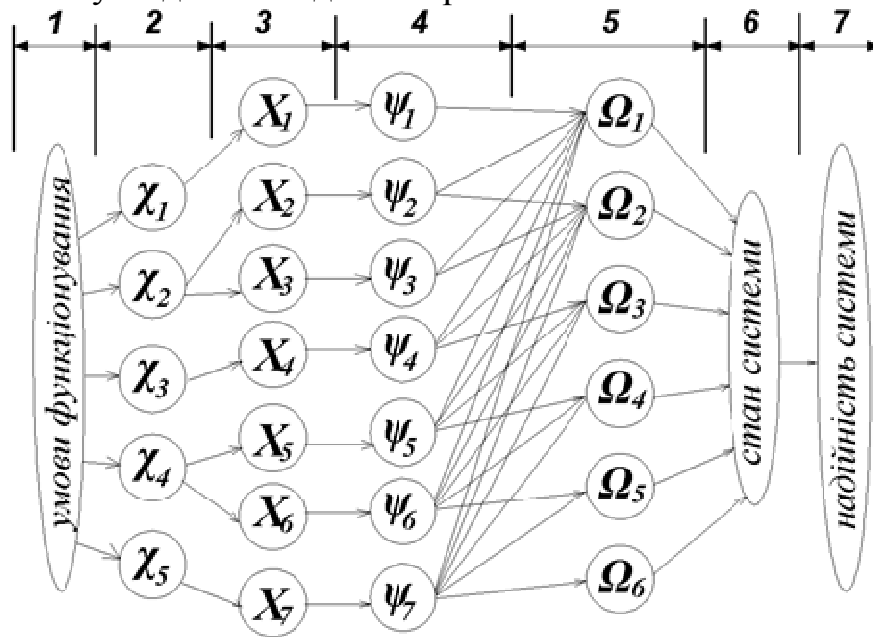 1 2 3 4 5 6 7
умови функціонування
χ1
χ2
χ3
χ4
χ5
X1
X2
X3
X4
X5
X6
X7
ψ1
ψ2
ψ3
ψ4
ψ5
ψ6
ψ7
Ω1
Ω2
Ω3
Ω4
Ω5
Ω6
стан системи
надійність системи